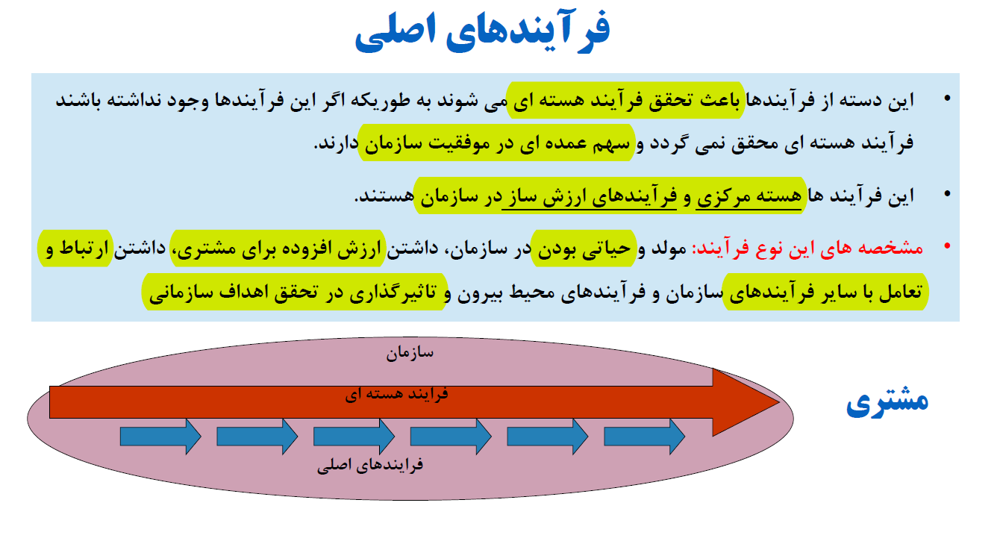 فرآیندهای اصلی
• این دسته از فرآیندها باعث تحقق فرآیند هسته ای می شوند به طوریکه اگر این فرآیندها وجود نداشته باشند
فرآیند هسته ای محقق نمی گردد و سهم عمده ای در موفقیت سازمان دارند.
• این فرآیند ها هسته مرکزی و فرآیندهای ارزش ساز در سازمان هستند.
• مشخصه های این نوع فرآیند: مولد و حیاتی بودن در سازمان، داشتن ارزش افزوده برای مشتری، داشتن ارتباط و
تعامل با سایر فرآیندهای سازمان و فرآیندهای محیط بیرون و تاثیرگذاری در تحقق اهداف سازمانی
سازمان
فرایند هسته ای
مشتری
فرایندهای اصلی